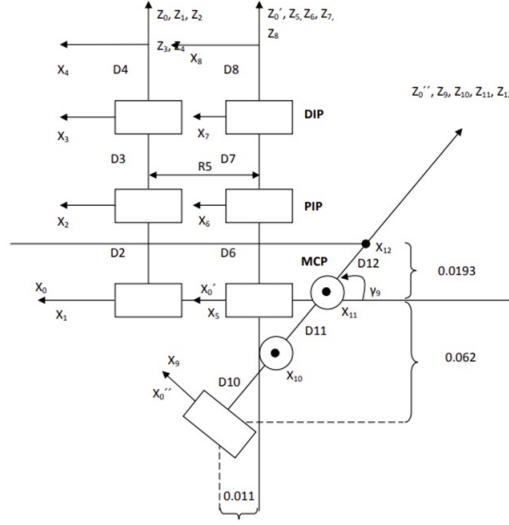 Z₀, Z₁, Z₂
Z₀´, Z₅, Z₆, Z₇,
Z₈
Z₃, Z₄
X₈
X₄
D4
D8
Z₀´´, Z₉, Z₁₀, Z₁₁, Z₁₂
DIP
X₃
X₇
D3
D7
R5
PIP
X₂
X₆
X₁₂
D2
D6
MCP
D12
0.0193
X₀
X₀´
γ₉
X₁
X₅
X₁₁
D11
0.062
X₉
X₁₀
D10
X₀´´
0.011